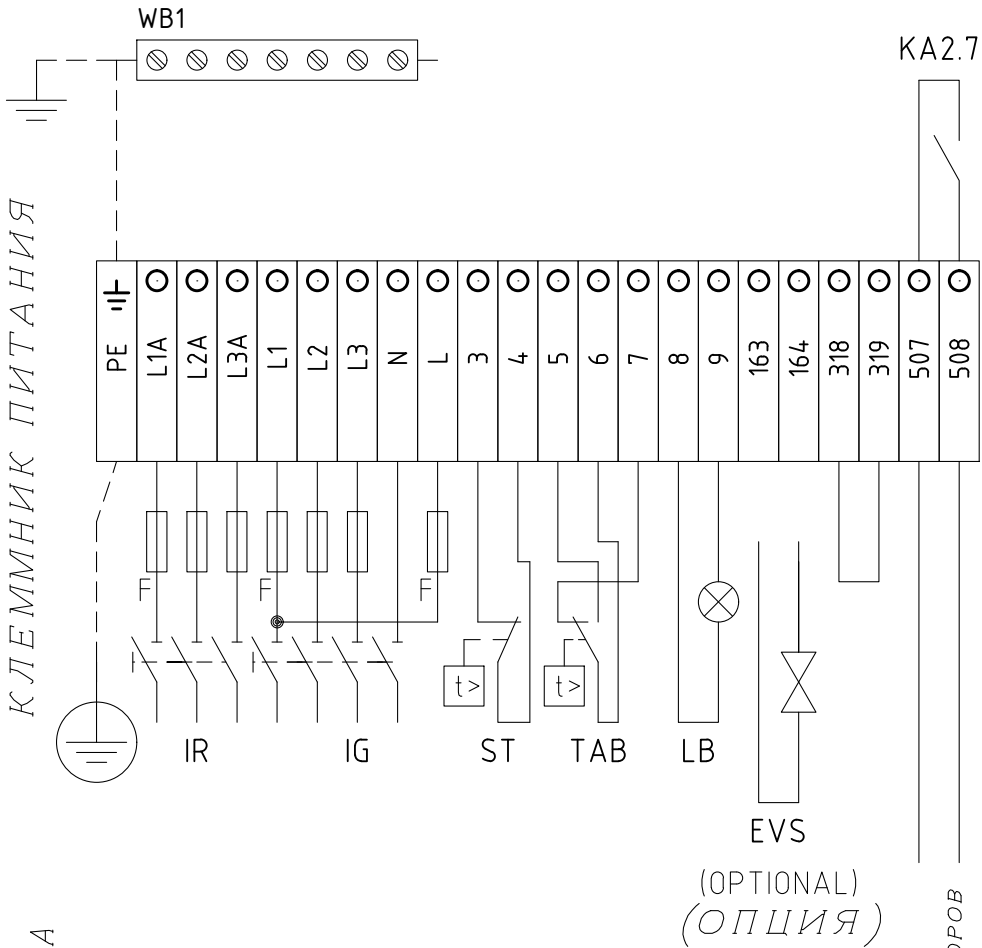 WB1
KA2.7
КЛЕММНИК ПИТАНИЯ
PE L1A L2A L3A L1 L2 L3 N L 3 4 5 6 7 8 9 163 164 318 319 507 508
F F F
t> t>
IR IG ST TAB LB
EVS
(OPTIONAL)
(ОПЦИЯ)